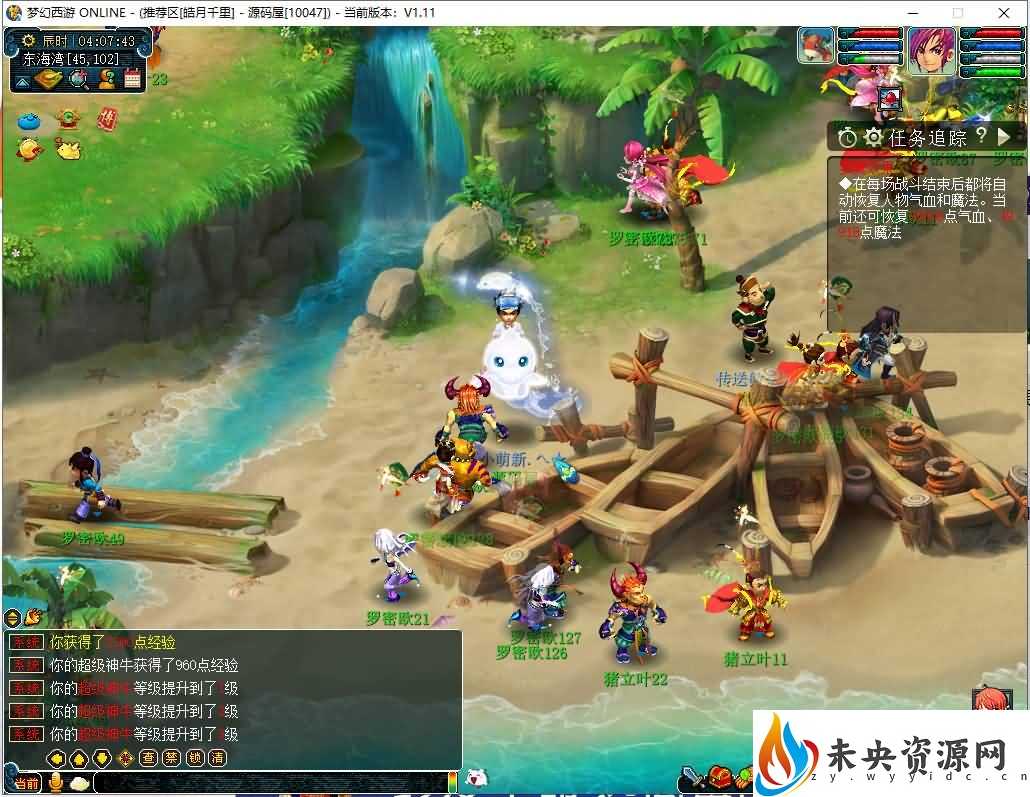 梦幻西游 ONLINE - (推荐区[皓月千里] - 源码屋[10047]) - 当前版本: V1.11
辰时 04:07:43
东海湾[45,102]
23
任务追踪 ?
◆在每场战斗结束后都将自
动恢复人物气血和魔法。当
前还可恢复 点气血、
点魔法
传送
小萌新.へ
罗密欧49
罗密欧21
罗密欧127
罗密欧126
猪立叶22
猪立叶11
系统 你获得了 点经验
系统 你的超级神牛获得了960点经验
系统 你的超级神牛等级提升到了 级
系统 你的超级神牛等级提升到了 级
系统 你的超级神牛等级提升到了 级
查 禁 锁 清
当前
未央资源网
zy.wyyidc.cn